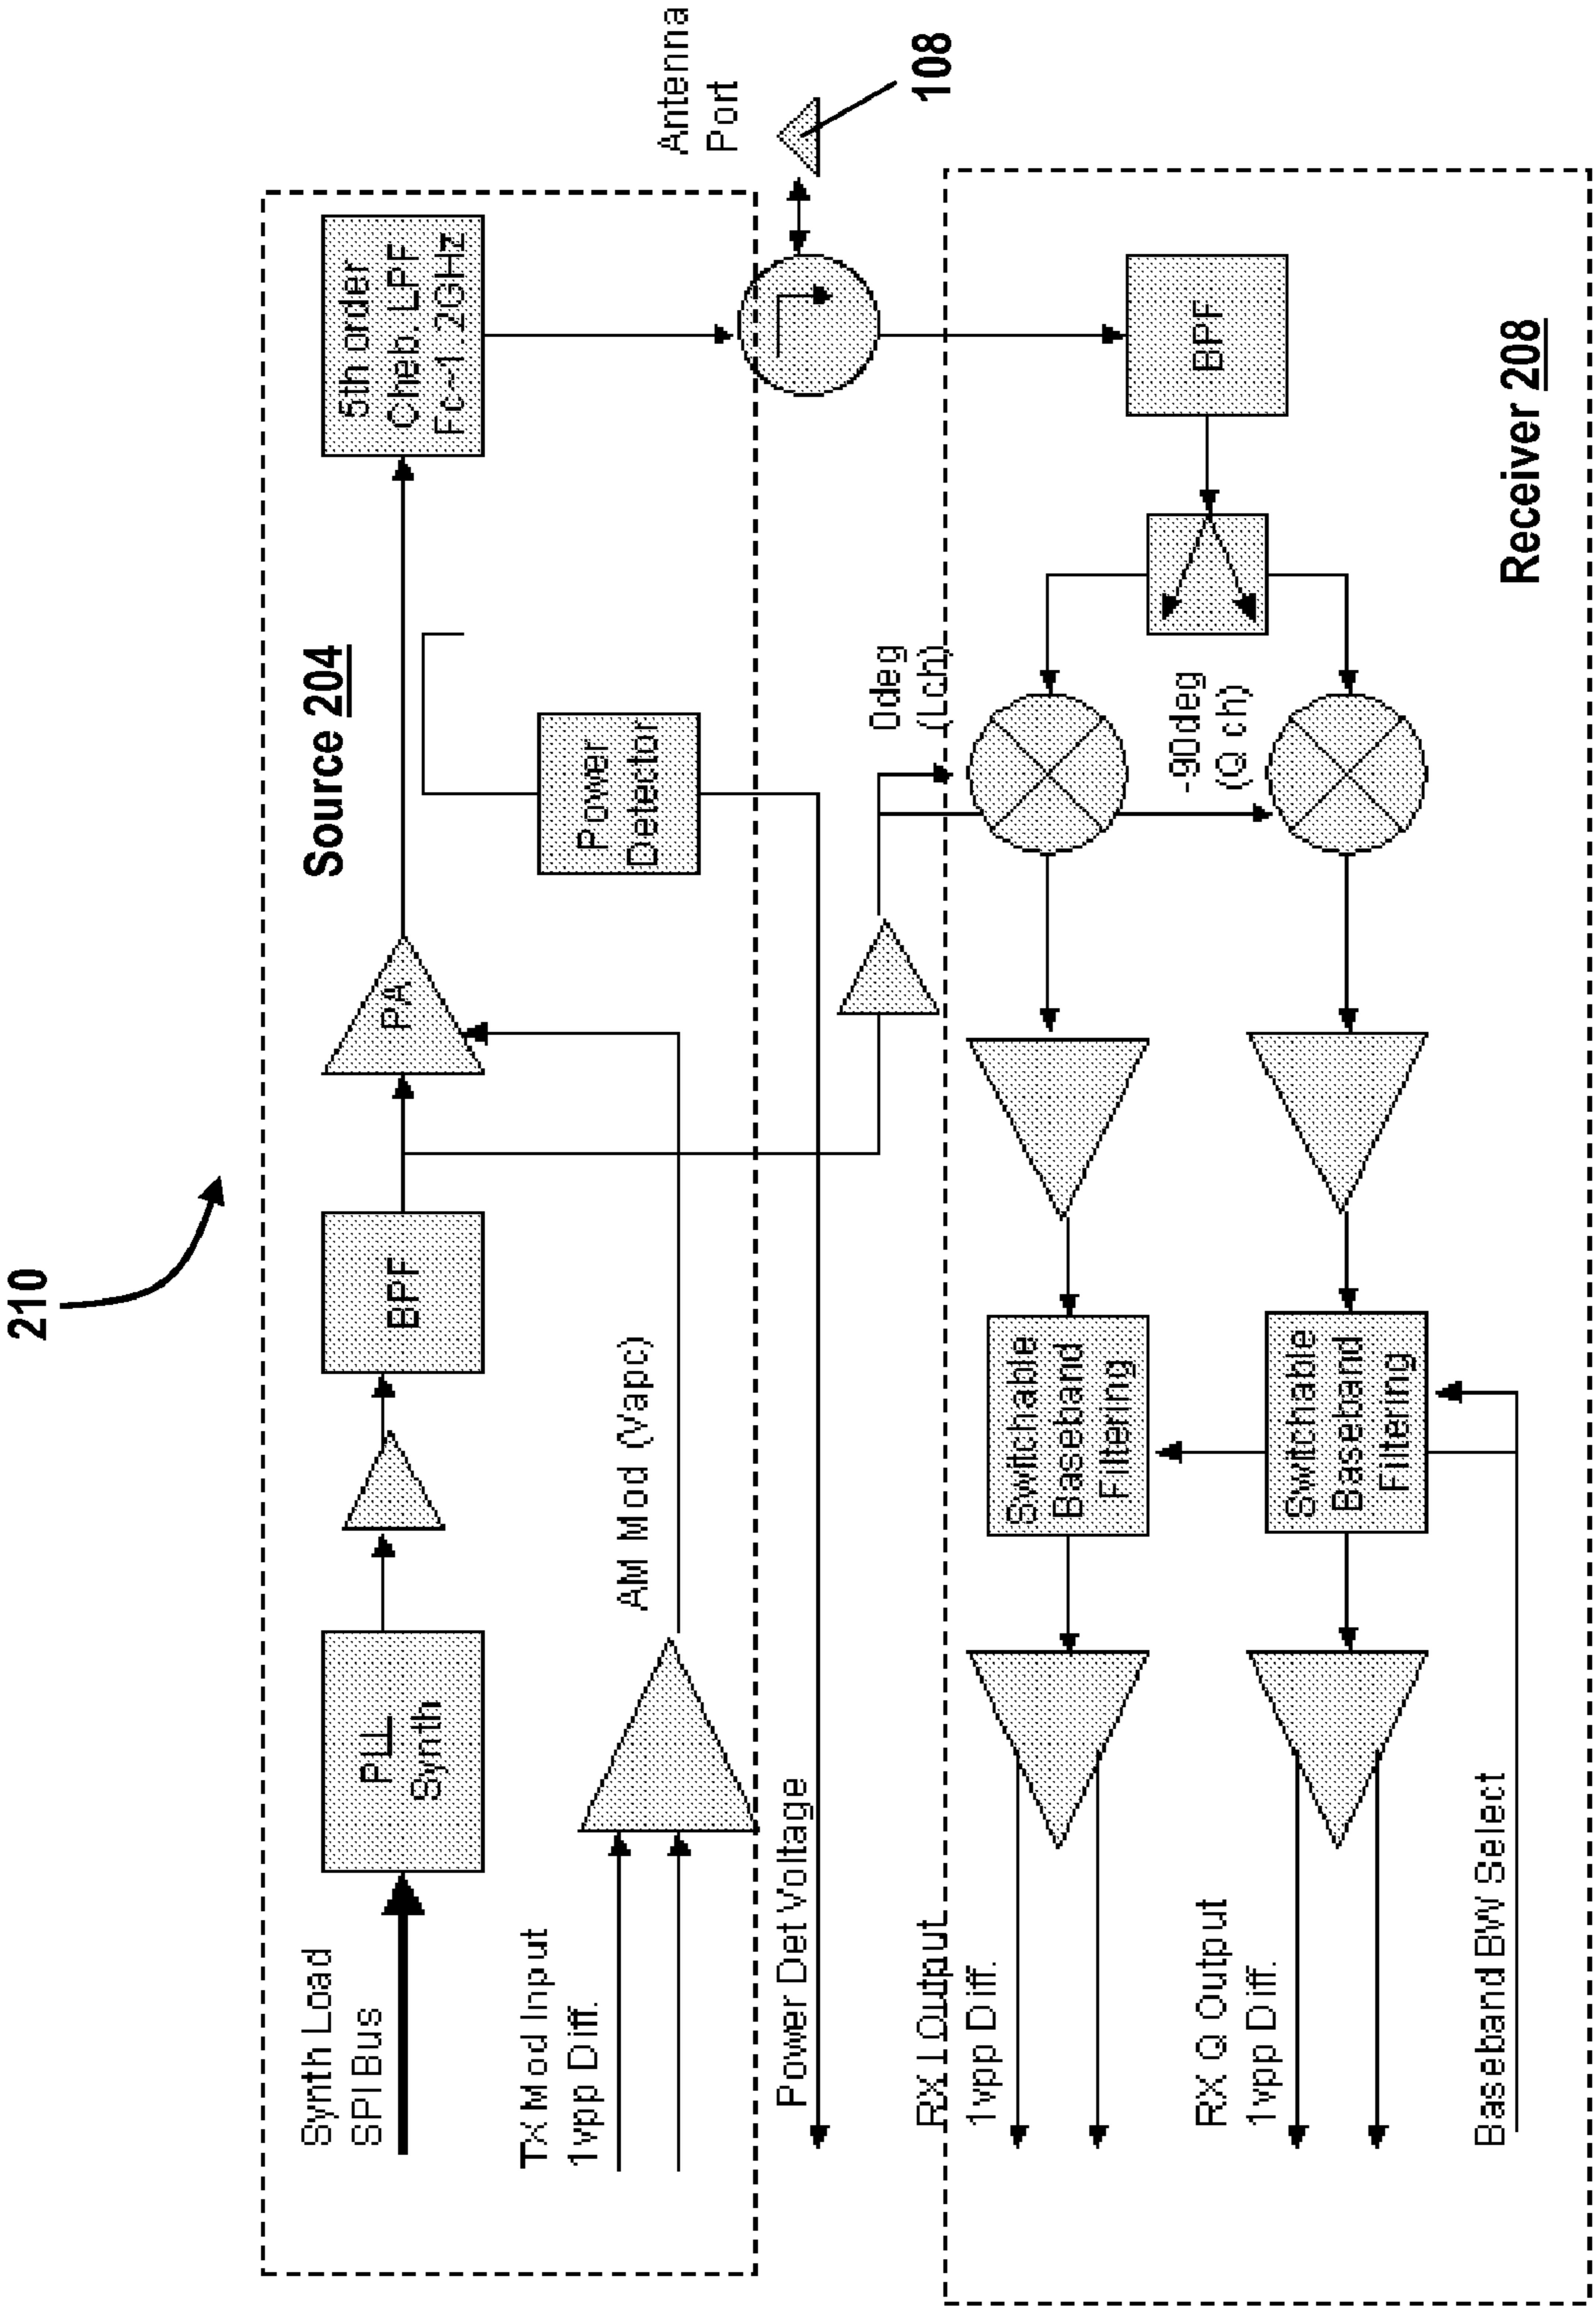 210
Source 204
Synth Load
SPI Bus
PLL
Synth
BPF
PA
5th order
Cheb. LPF
Fc~1.2GHz
TX Mod Input
1vpp Diff.
AM Mod (Vapc)
Power
Detector
Antenna
Port
108
Power Det Voltage
0deg
(I.ch)
-90deg
(Q ch)
BPF
RX I Output
1vpp Diff.
Switchable
Baseband
Filtering
RX Q Output
1vpp Diff.
Switchable
Baseband
Filtering
Baseband BW Select
Receiver 208